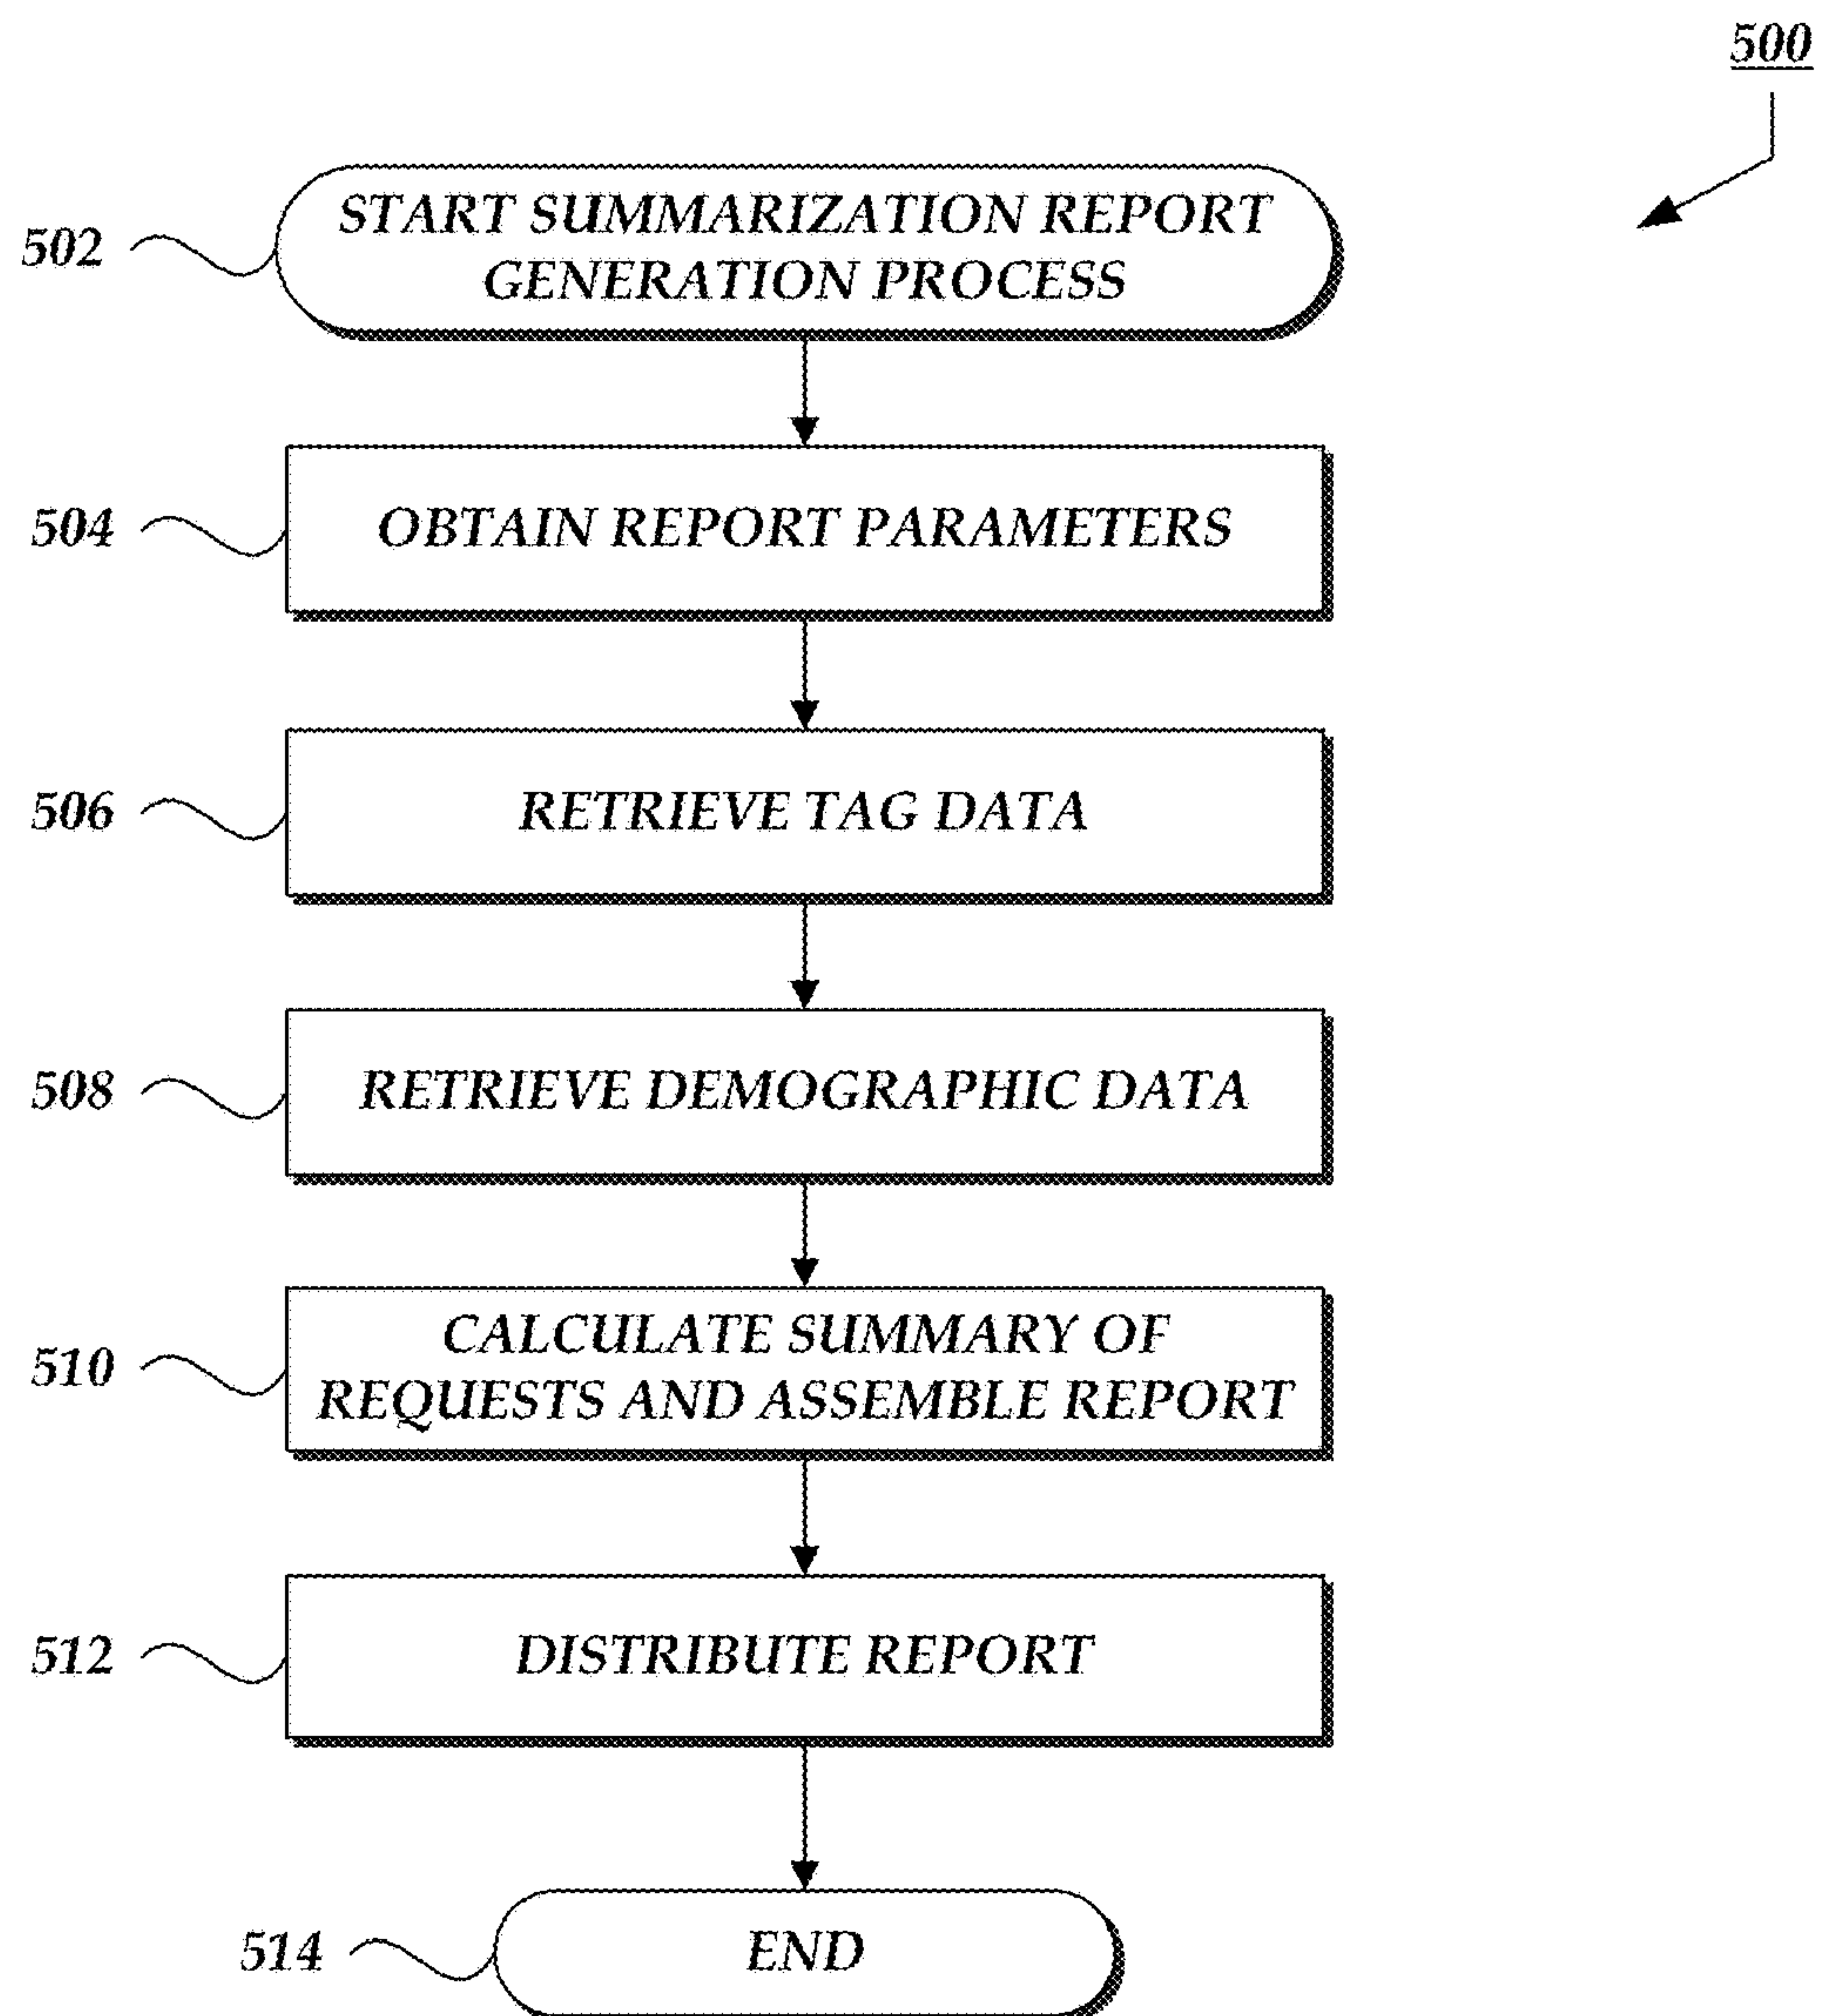 500
502
START SUMMARIZATION REPORT
GENERATION PROCESS
504
OBTAIN REPORT PARAMETERS
506
RETRIEVE TAG DATA
508
RETRIEVE DEMOGRAPHIC DATA
510
CALCULATE SUMMARY OF
REQUESTS AND ASSEMBLE REPORT
512
DISTRIBUTE REPORT
514
END